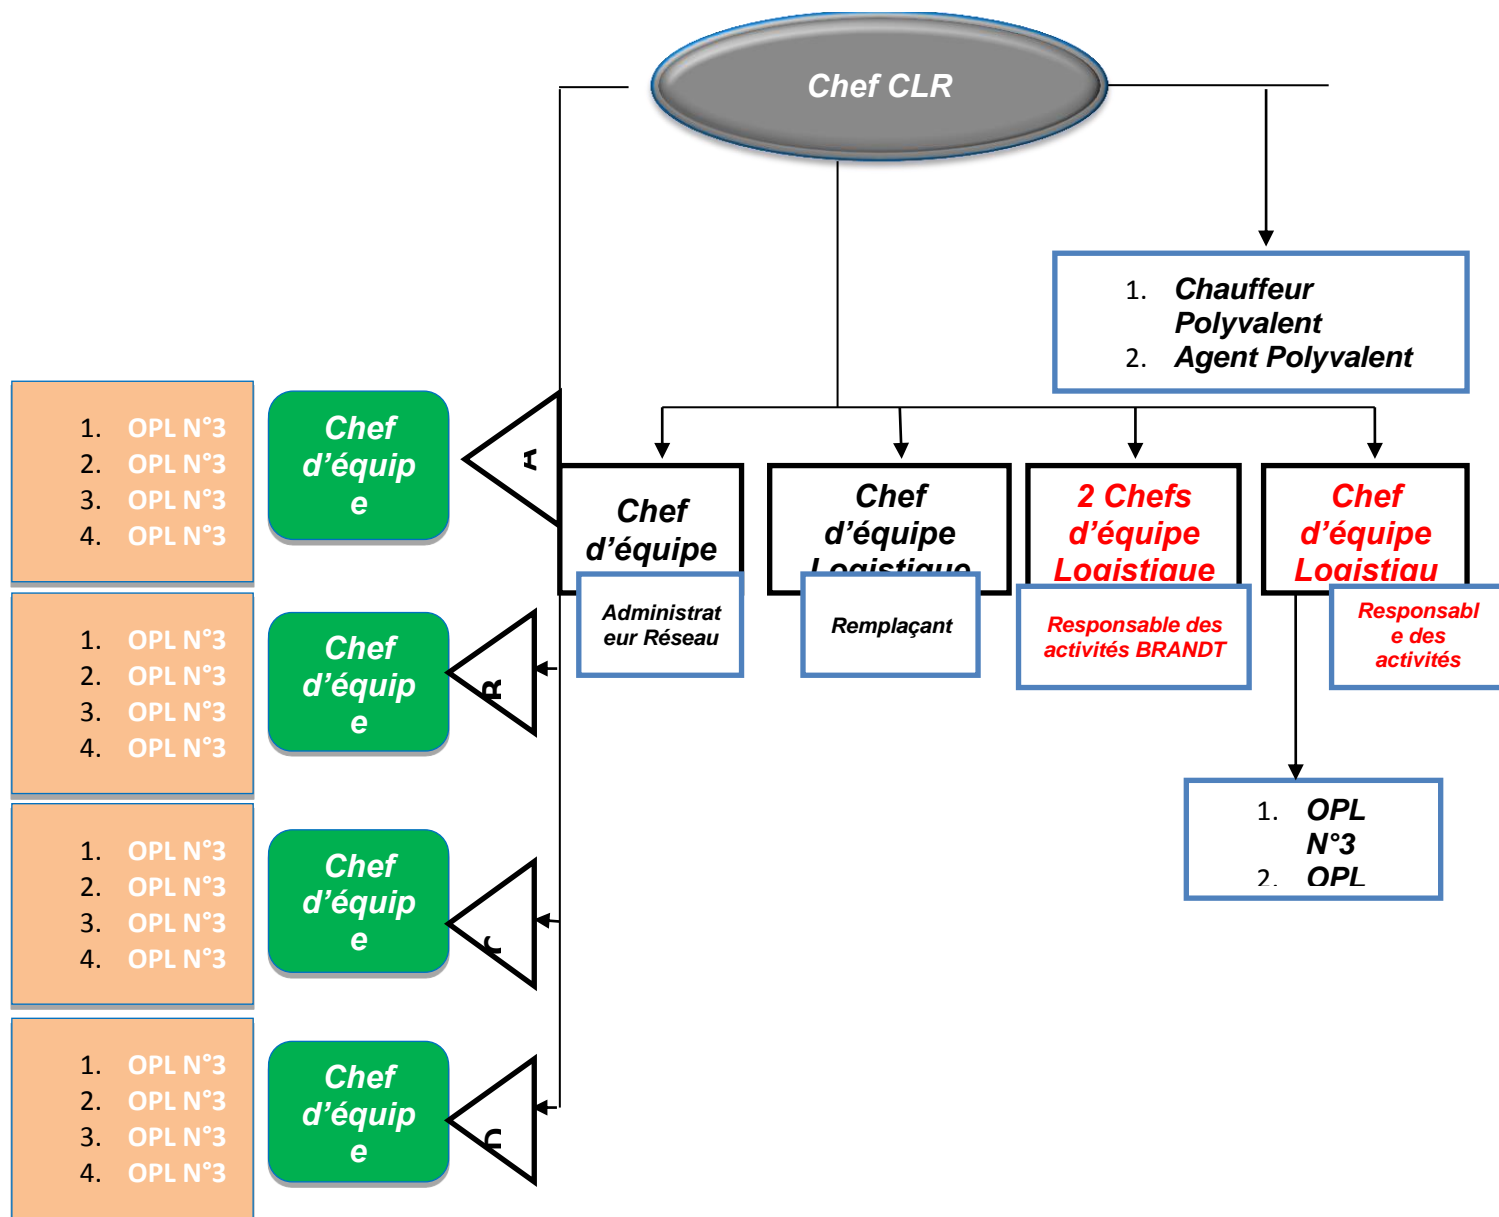 Chef CLR
1. Chauffeur
Polyvalent
2. Agent Polyvalent
1. OPL N°3
2. OPL N°3
3. OPL N°3
4. OPL N°3
Chef
d’équip
e
A
Chef
d’équipe
Administrat
eur Réseau
Chef
d’équipe
Logistique
Remplaçant
2 Chefs
d’équipe
Logistique
Responsable des
activités BRANDT
Chef
d’équipe
Logistiqu
Responsabl
e des
activités
1. OPL N°3
2. OPL N°3
3. OPL N°3
4. OPL N°3
Chef
d’équip
e
B
1. OPL
N°3
2. OPL
1. OPL N°3
2. OPL N°3
3. OPL N°3
4. OPL N°3
Chef
d’équip
e
C
1. OPL N°3
2. OPL N°3
3. OPL N°3
4. OPL N°3
Chef
d’équip
e
D